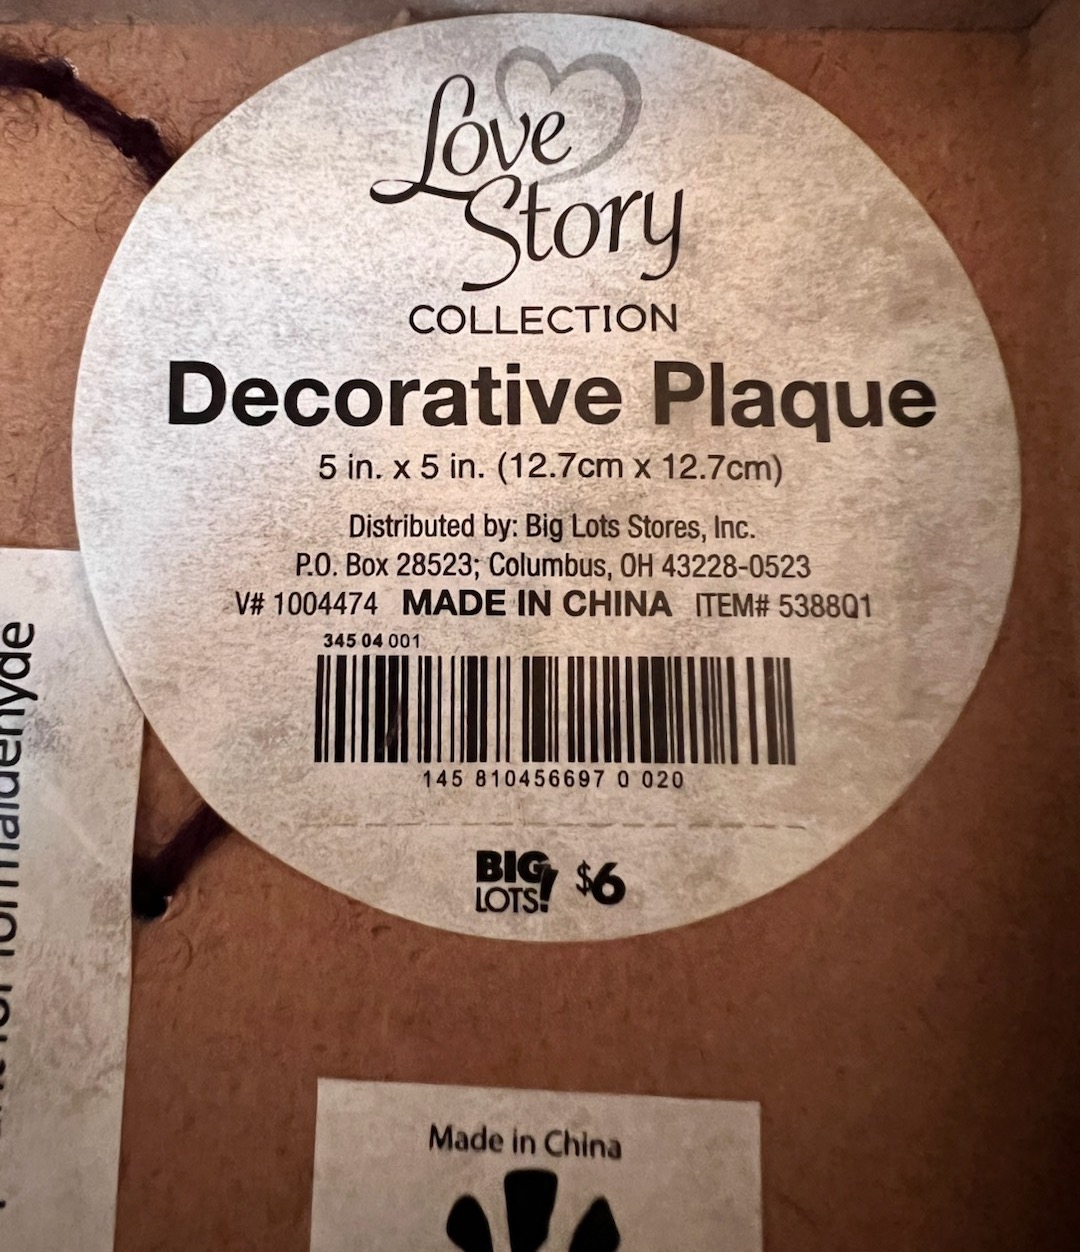 Love
Story
COLLECTION
Decorative Plaque
5 in. x 5 in. (12.7cm x 12.7cm)
Distributed by: Big Lots Stores, Inc.
P.O. Box 28523; Columbus, OH 43228-0523
V# 1004474 MADE IN CHINA ITEM# 5388Q1
345 04 001
145 810456697 0 020
BIG
LOTS! $6
for formaldehyde
Made in China